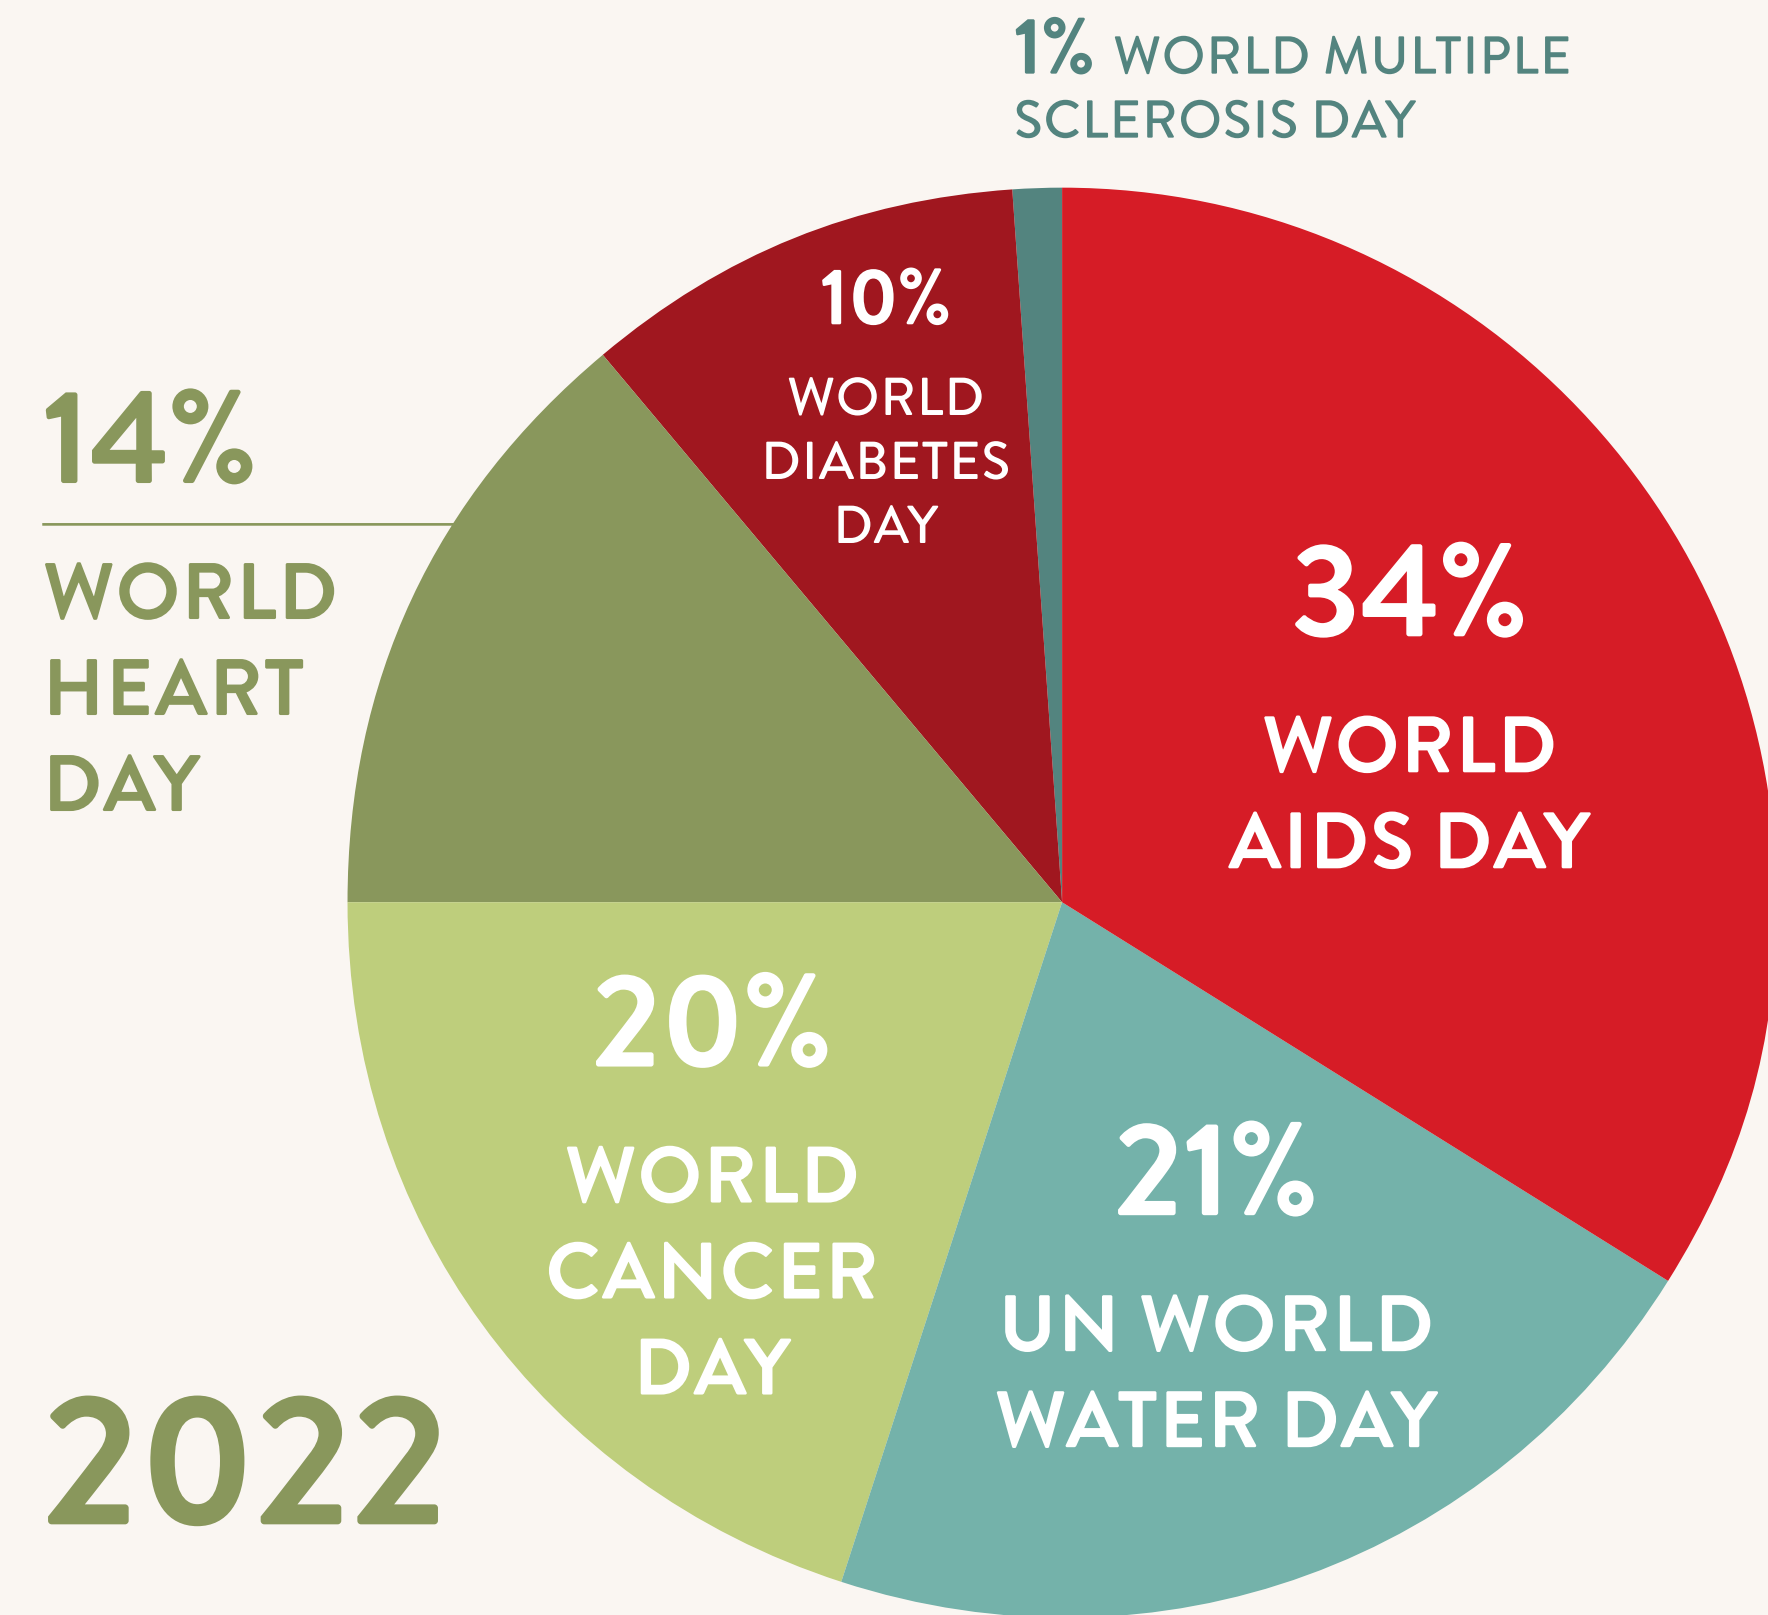 1% WORLD MULTIPLE
SCLEROSIS DAY
10%
WORLD
DIABETES
DAY
14%
WORLD
HEART
DAY
34%
WORLD
AIDS DAY
20%
WORLD
CANCER
DAY
21%
UN WORLD
WATER DAY
2022